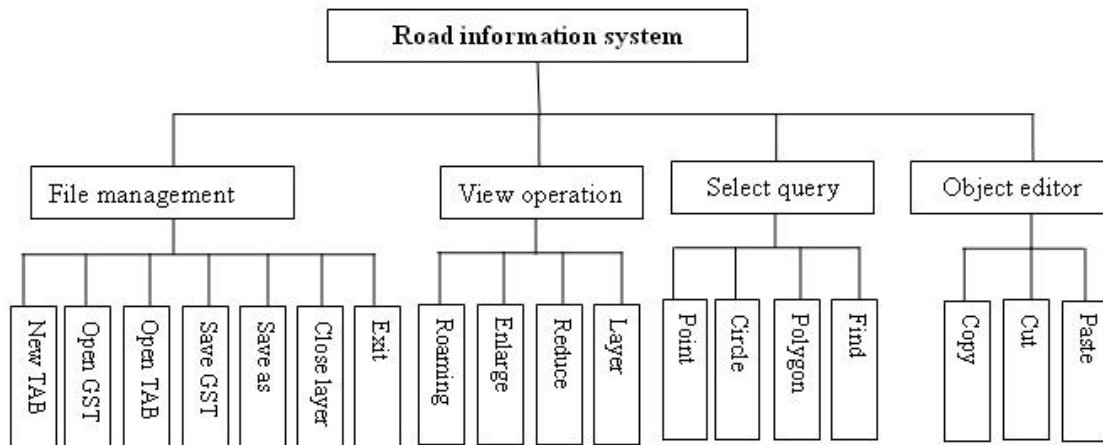 Road information system
File management
View operation
Select query
Object editor
New TAB
Open GST
Open TAB
Save GST
Save as
Close layer
Exit
Roaming
Enlarge
Reduce
Layer
Point
Circle
Polygon
Find
Copy
Cut
Paste